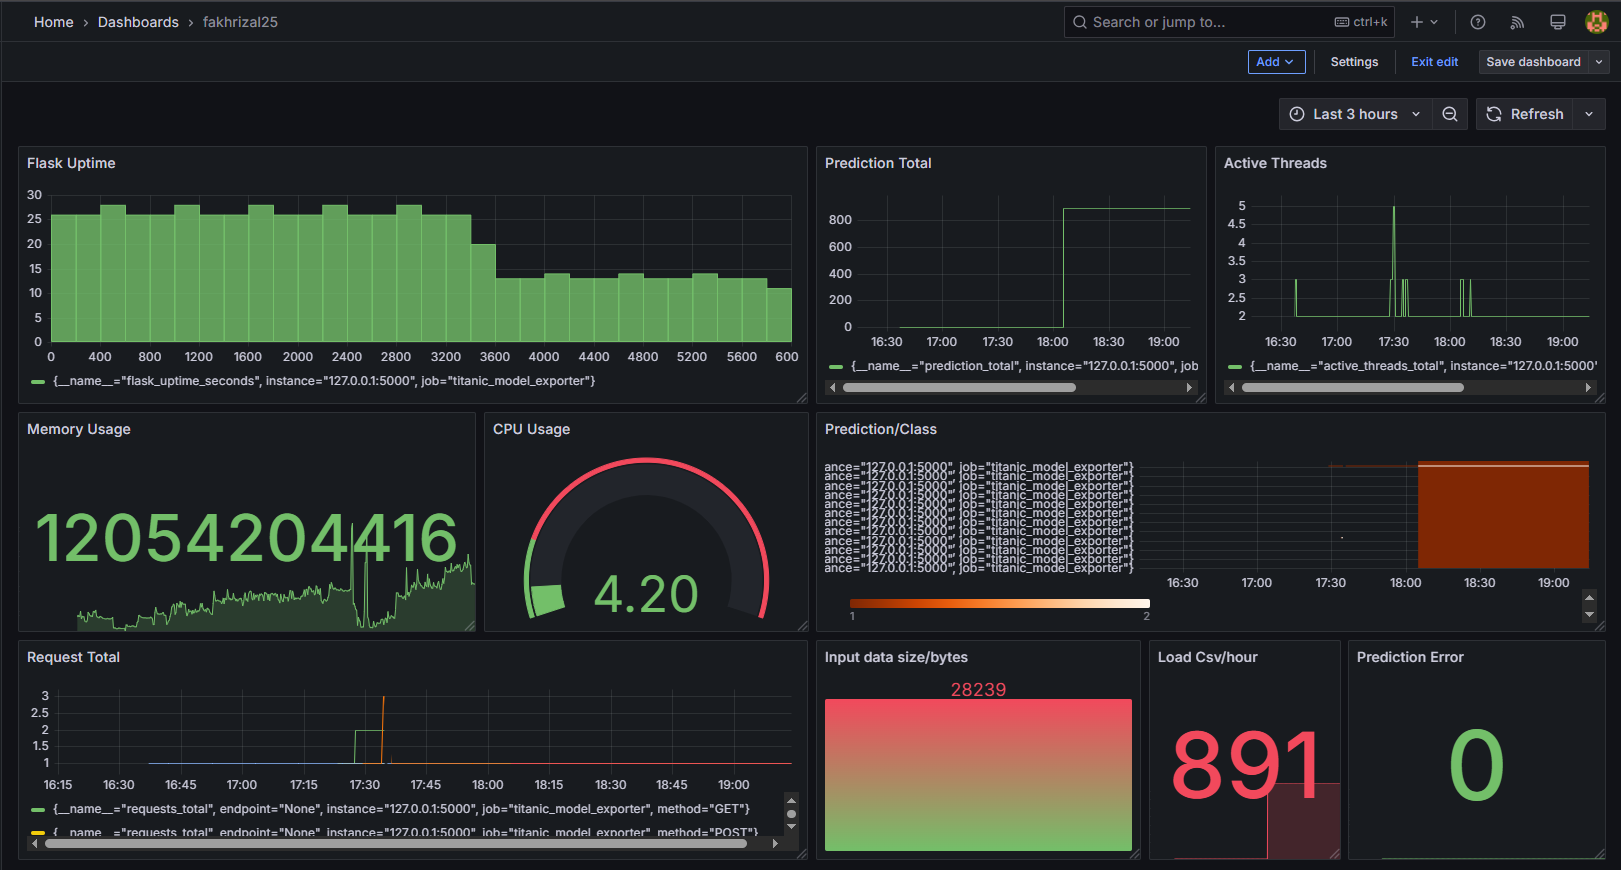 Home › Dashboards › fakhrizal25
Search or jump to... ctrl+k
Add Settings Exit edit Save dashboard
Last 3 hours Refresh
Flask Uptime
30
25
20
15
10
5
0
0 400 800 1200 1600 2000 2400 2800 3200 3600 4000 4400 4800 5200 5600 600
{__name__="flask_uptime_seconds", instance="127.0.0.1:5000", job="titanic_model_exporter"}
Prediction Total
800
600
400
200
0
16:30 17:00 17:30 18:00 18:30 19:00
{__name__="prediction_total", instance="127.0.0.1:5000", job
Active Threads
5
4.5
4
3.5
3
2.5
2
16:30 17:00 17:30 18:00 18:30 19:00
{__name__="active_threads_total", instance="127.0.0.1:5000"
Memory Usage
12054204416
CPU Usage
4.20
Prediction/Class
ance="127.0.0.1:5000", job="titanic_model_exporter"}
ance="127.0.0.1:5000", job="titanic_model_exporter"}
ance="127.0.0.1:5000", job="titanic_model_exporter"}
ance="127.0.0.1:5000", job="titanic_model_exporter"}
ance="127.0.0.1:5000", job="titanic_model_exporter"}
ance="127.0.0.1:5000", job="titanic_model_exporter"}
ance="127.0.0.1:5000", job="titanic_model_exporter"}
ance="127.0.0.1:5000", job="titanic_model_exporter"}
ance="127.0.0.1:5000", job="titanic_model_exporter"}
ance="127.0.0.1:5000", job="titanic_model_exporter"}
ance="127.0.0.1:5000", job="titanic_model_exporter"}
ance="127.0.0.1:5000", job="titanic_model_exporter"}
16:30 17:00 17:30 18:00 18:30 19:00
1 2
Request Total
3
2.5
2
1.5
1
16:15 16:30 16:45 17:00 17:15 17:30 17:45 18:00 18:15 18:30 18:45 19:00
{__name__="requests_total", endpoint="None", instance="127.0.0.1:5000", job="titanic_model_exporter", method="GET"}
{__name__="requests_total", endpoint="None", instance="127.0.0.1:5000", job="titanic_model_exporter", method="POST"}
Input data size/bytes
28239
Load Csv/hour
891
Prediction Error
0